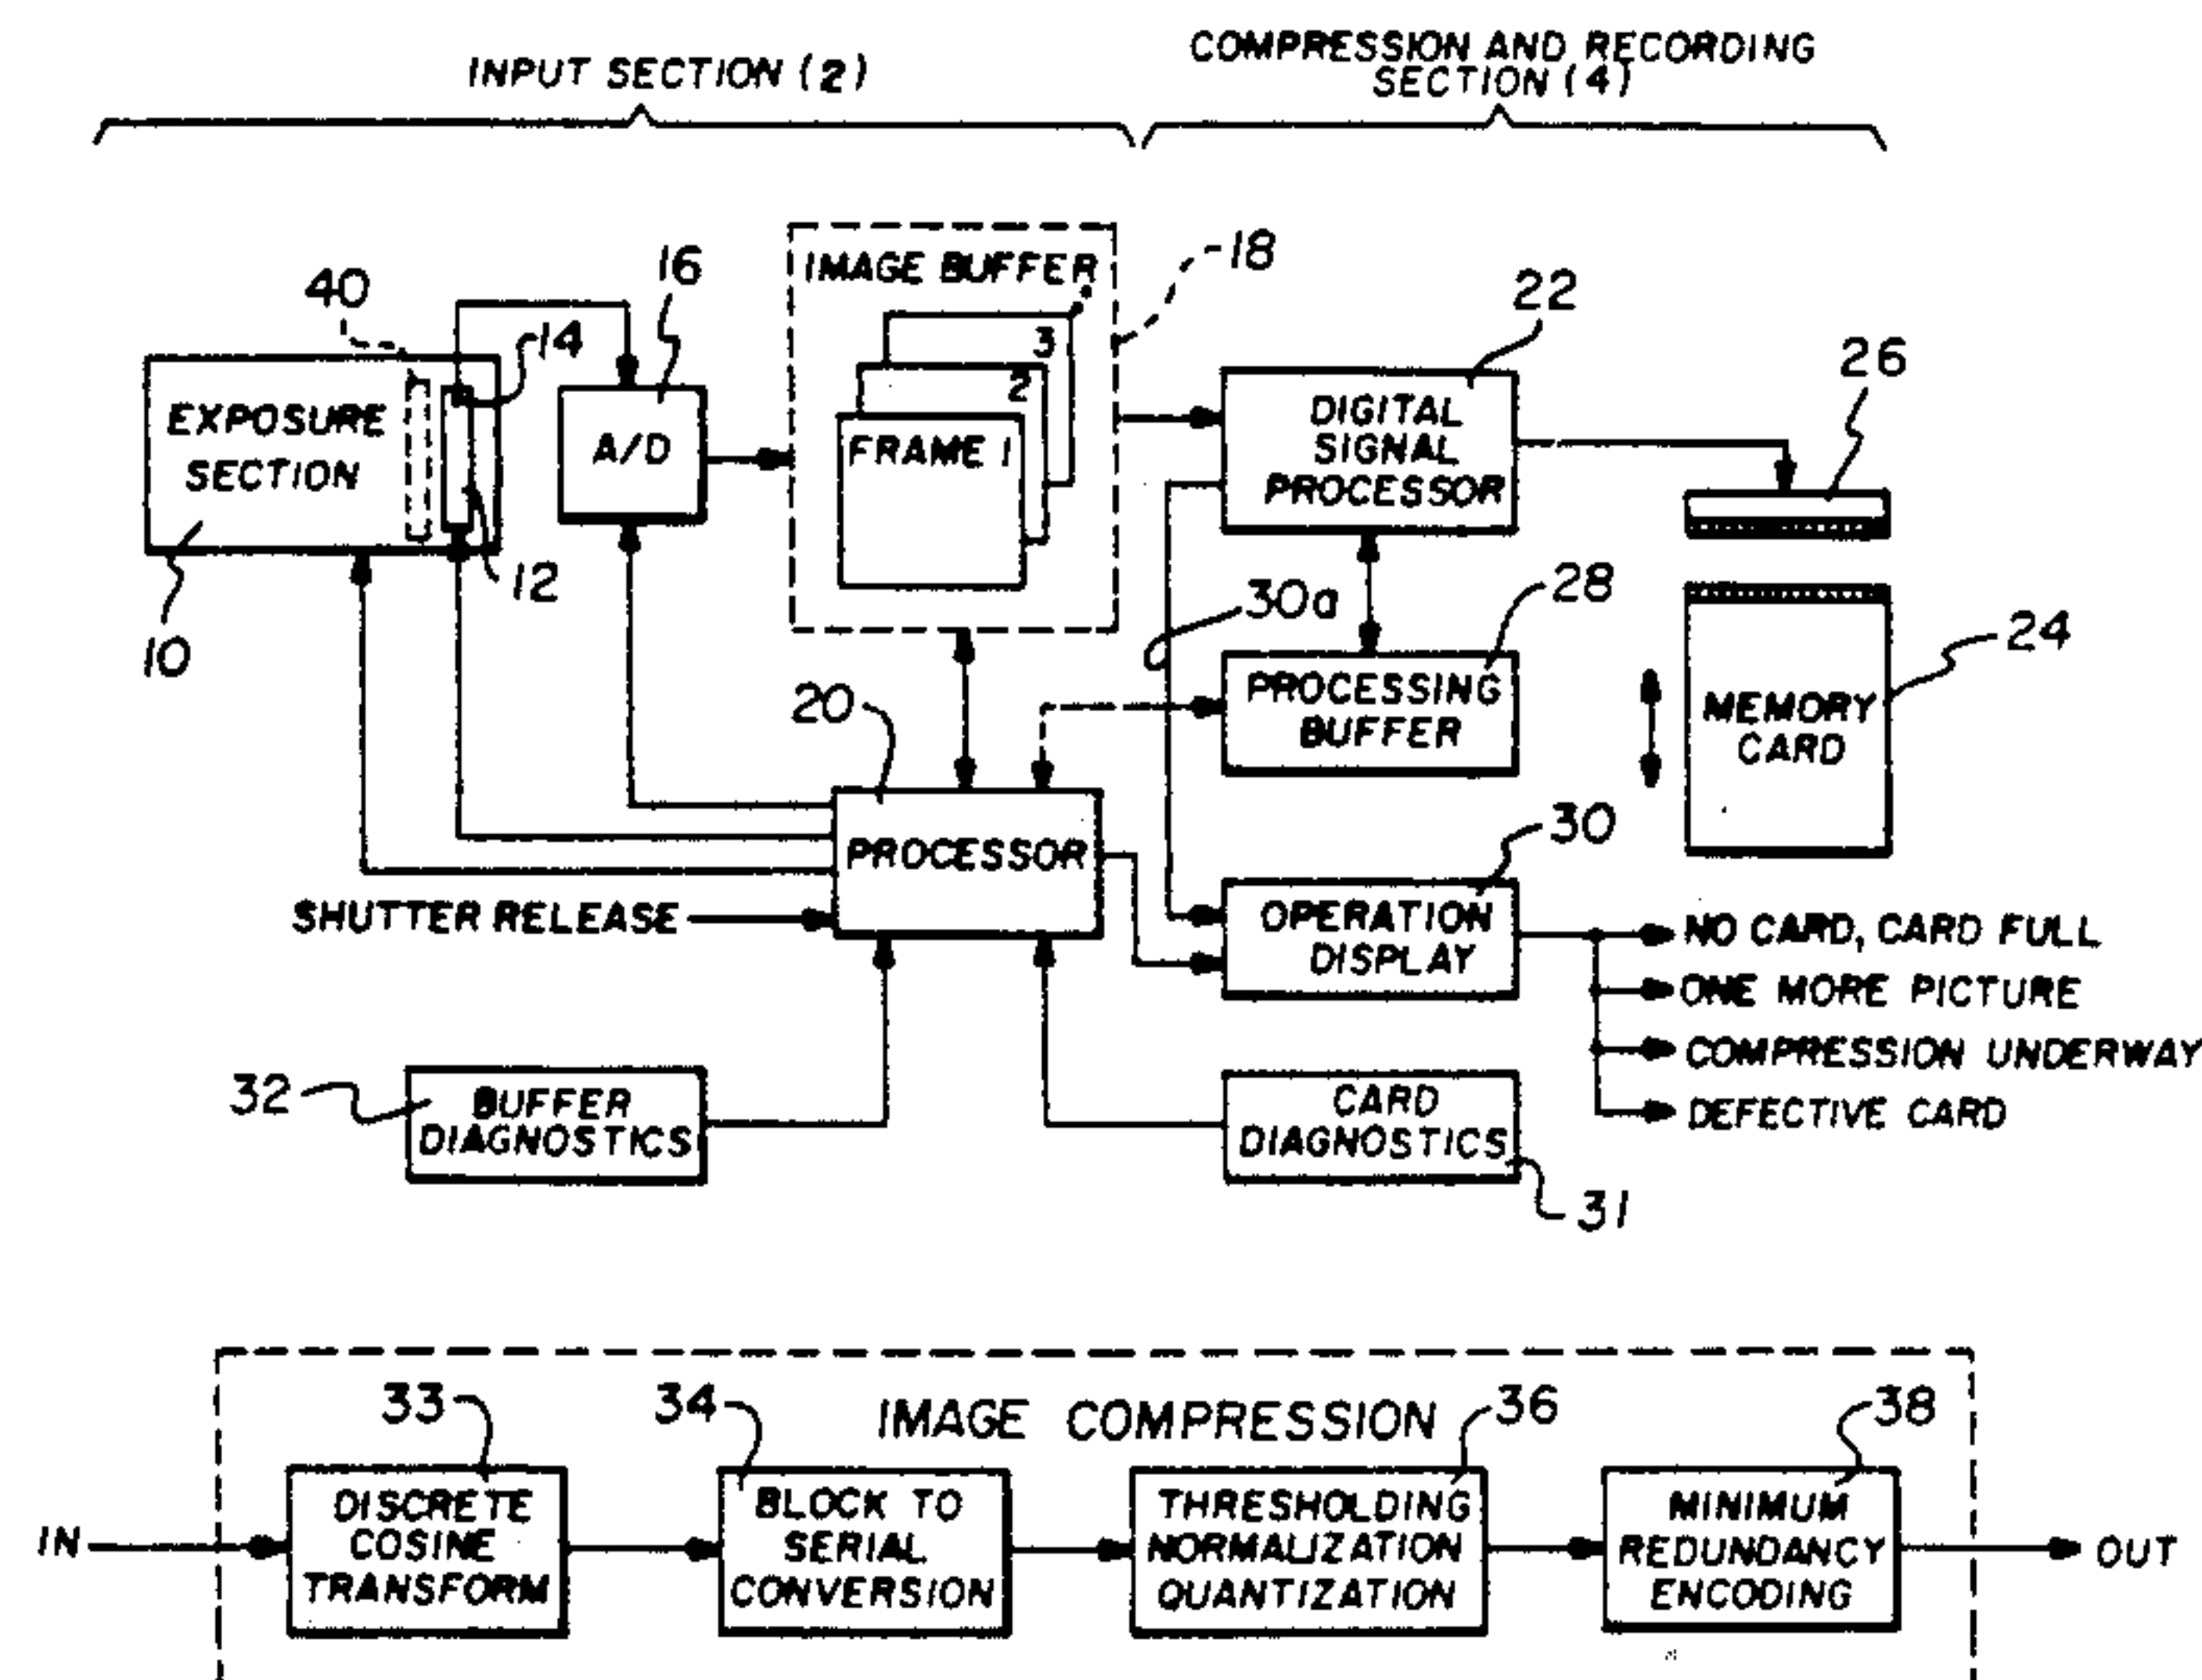 INPUT SECTION (2)
COMPRESSION AND RECORDING
SECTION (4)
40
14
16
IMAGE BUFFER
18
3
2
FRAME 1
22
26
EXPOSURE
SECTION
A/D
DIGITAL
SIGNAL
PROCESSOR
10
12
30a
28
24
20
PROCESSING
BUFFER
MEMORY
CARD
PROCESSOR
30
SHUTTER RELEASE
OPERATION
DISPLAY
NO CARD, CARD FULL
ONE MORE PICTURE
COMPRESSION UNDERWAY
DEFECTIVE CARD
32
BUFFER
DIAGNOSTICS
CARD
DIAGNOSTICS
31
IMAGE COMPRESSION
33
34
36
38
IN
DISCRETE
COSINE
TRANSFORM
BLOCK TO
SERIAL
CONVERSION
THRESHOLDING
NORMALIZATION
QUANTIZATION
MINIMUM
REDUNDANCY
ENCODING
OUT